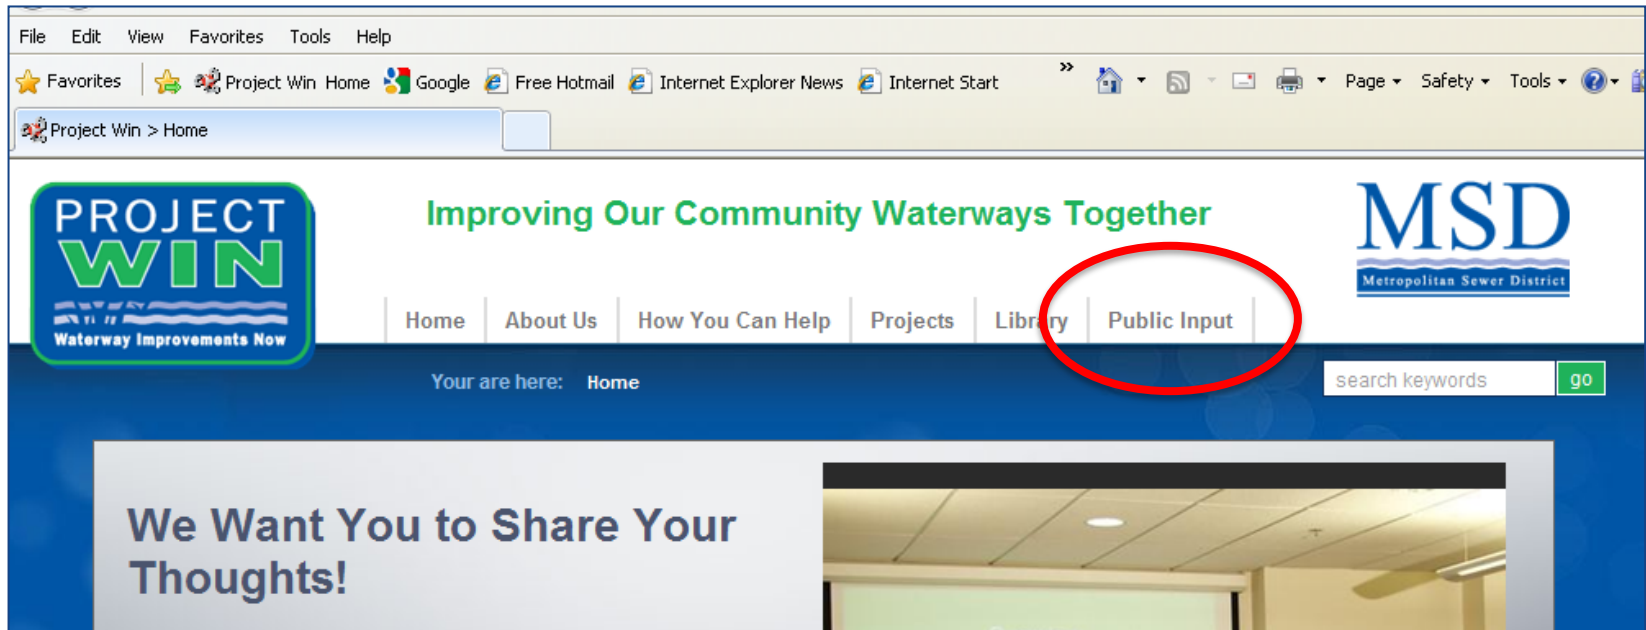 File Edit View Favorites Tools Help
Favorites Project Win Home Google Free Hotmail Internet Explorer News Internet Start » Page Safety Tools
Project Win > Home
PROJECT
WIN
Waterway Improvements Now
Improving Our Community Waterways Together
MSD
Metropolitan Sewer District
Home About Us How You Can Help Projects Library Public Input
Your are here: Home
search keywords go
We Want You to Share Your
Thoughts!